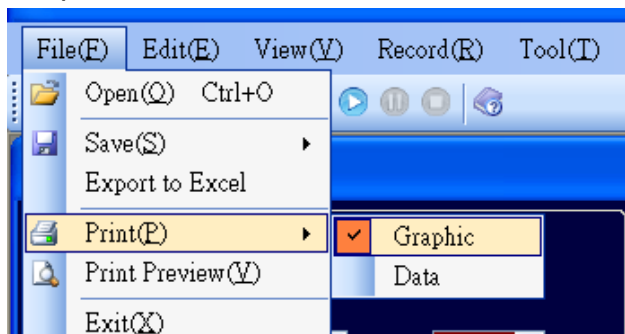 File(F) Edit(E) View(V) Record(R) Tool(T)
Open(O) Ctrl+O
Save(S)
Export to Excel
Print(P) Graphic
Print Preview(V) Data
Exit(X)